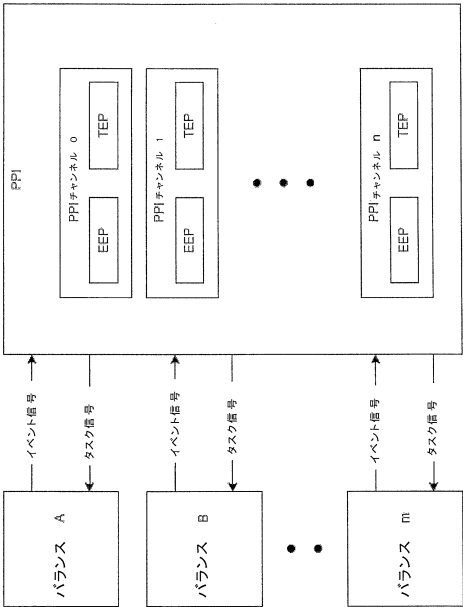 PPI
PPIチャンネル 0
EEP
TEP
PPIチャンネル 1
EEP
TEP
PPIチャンネル n
EEP
TEP
イベント信号
タスク信号
イベント信号
タスク信号
イベント信号
タスク信号
バランス A
バランス B
バランス m